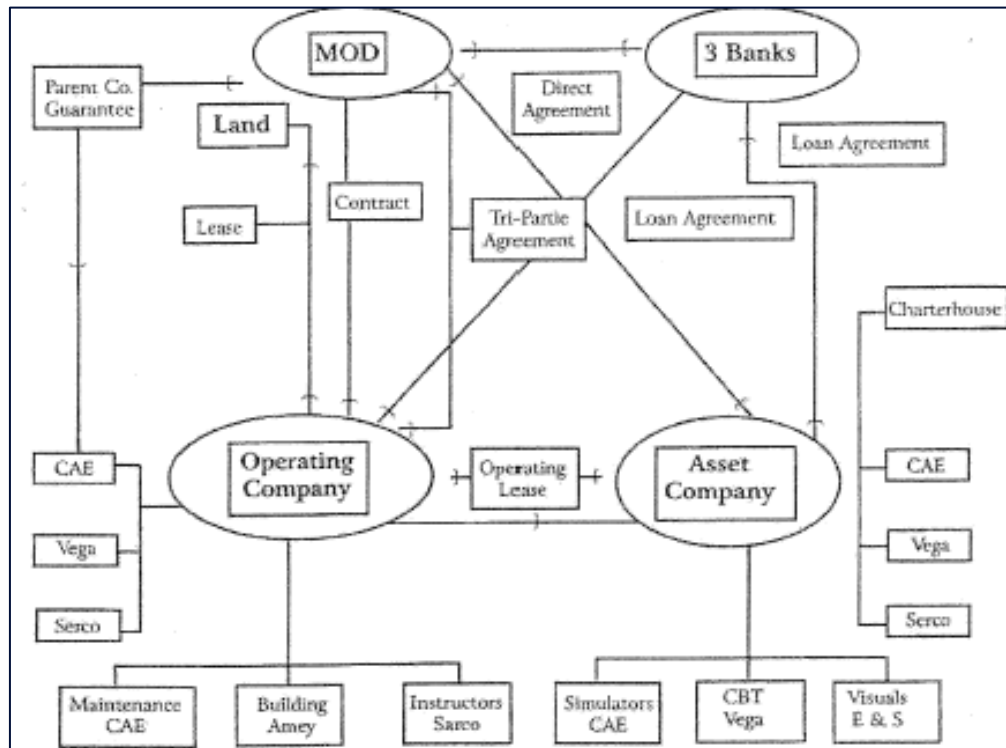 MOD
3 Banks
Parent Co.
Guarantee
Direct
Agreement
Land
Loan Agreement
Contract
Lease
Tri-Partie
Agreement
Loan Agreement
Charterhouse
CAE
Operating
Company
Operating
Lease
Asset
Company
CAE
Vega
Vega
Serco
Serco
Maintenance
CAE
Building
Amey
Instructors
Sarco
Simulators
CAE
CBT
Vega
Visuals
E & S